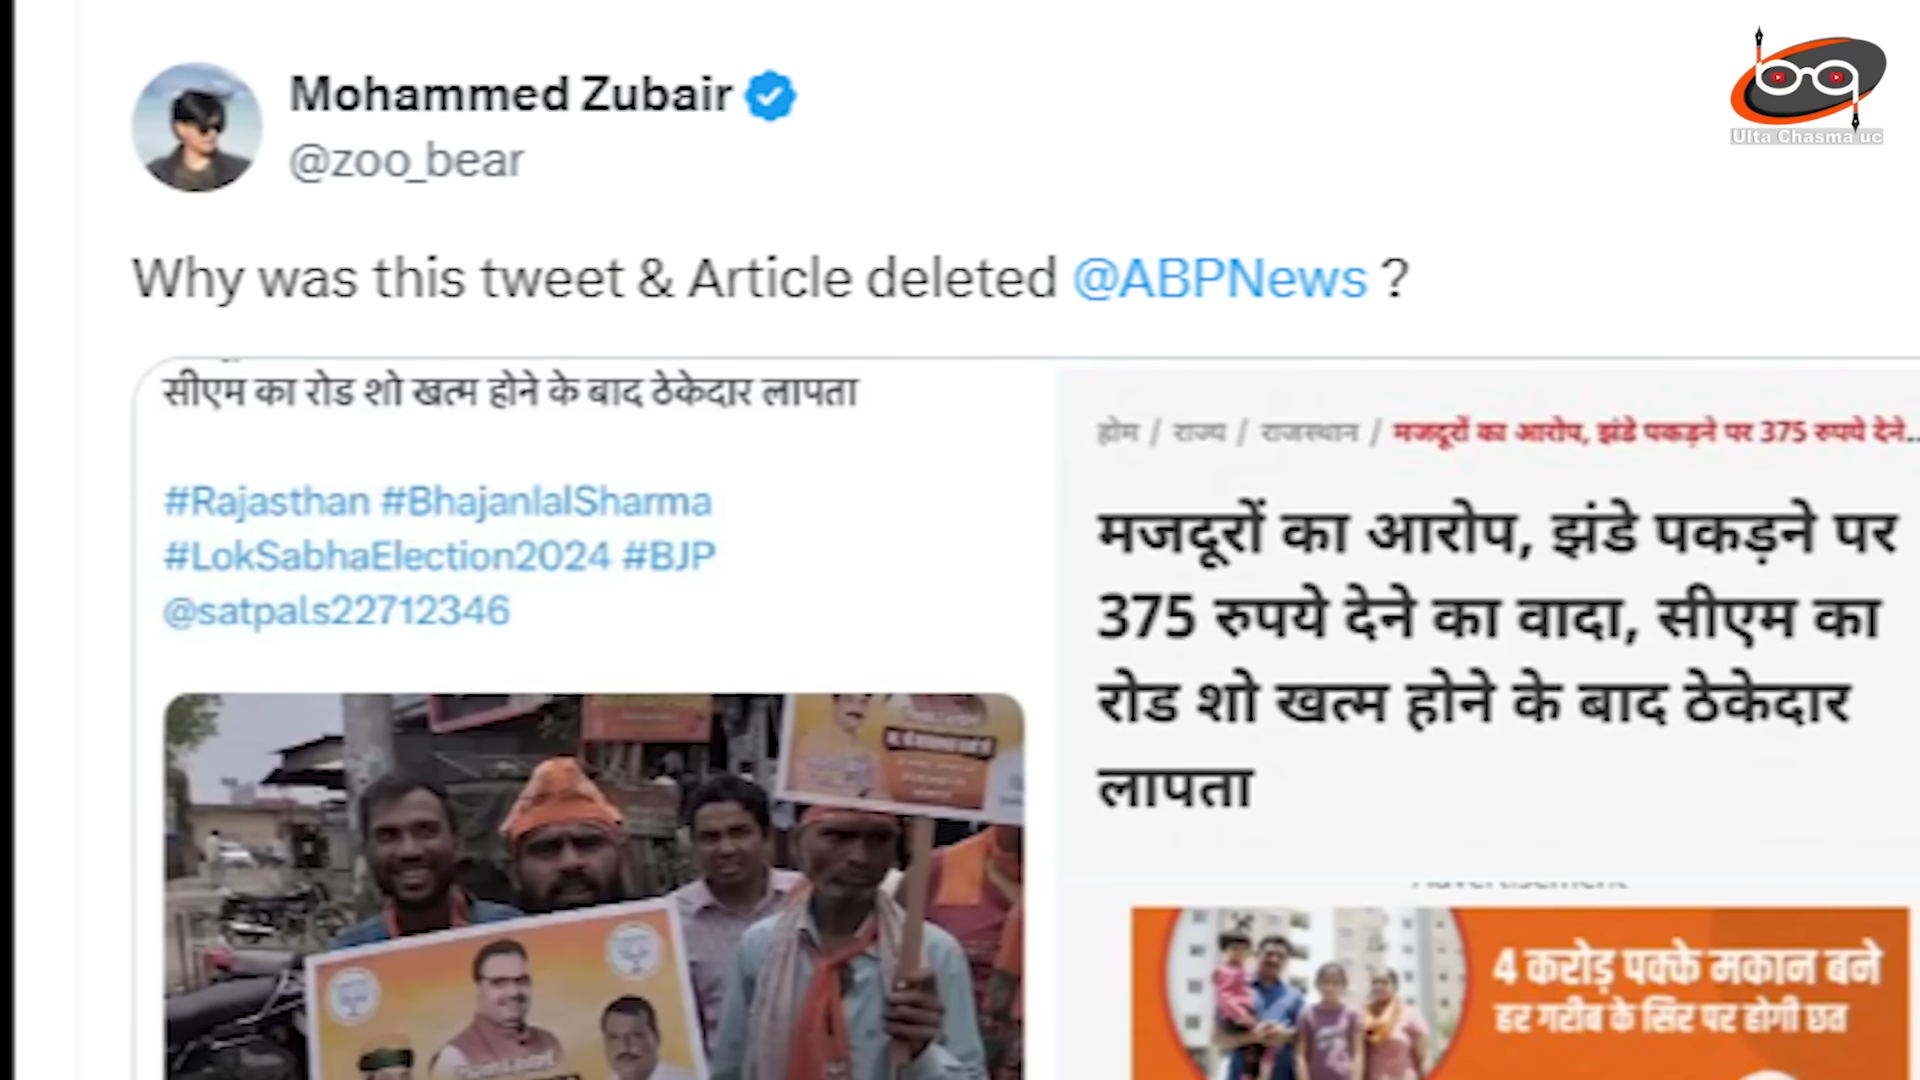 Mohammed Zubair
@zoo_bear
Ulta Chasma uc
Why was this tweet & Article deleted @ABPNews ?
सीएम का रोड शो खत्म होने के बाद ठेकेदार लापता
#Rajasthan #BhajanlalSharma
#LokSabhaElection2024 #BJP
@satpals22712346
होम / राज्य / राजस्थान / मजदूरों का आरोप, झंडे पकड़ने पर 375 रुपये देने..
मजदूरों का आरोप, झंडे पकड़ने पर
375 रुपये देने का वादा, सीएम का
रोड शो खत्म होने के बाद ठेकेदार
लापता
Advertisement
4 करोड़ पक्के मकान बने
हर गरीब के सिर पर होगी छत